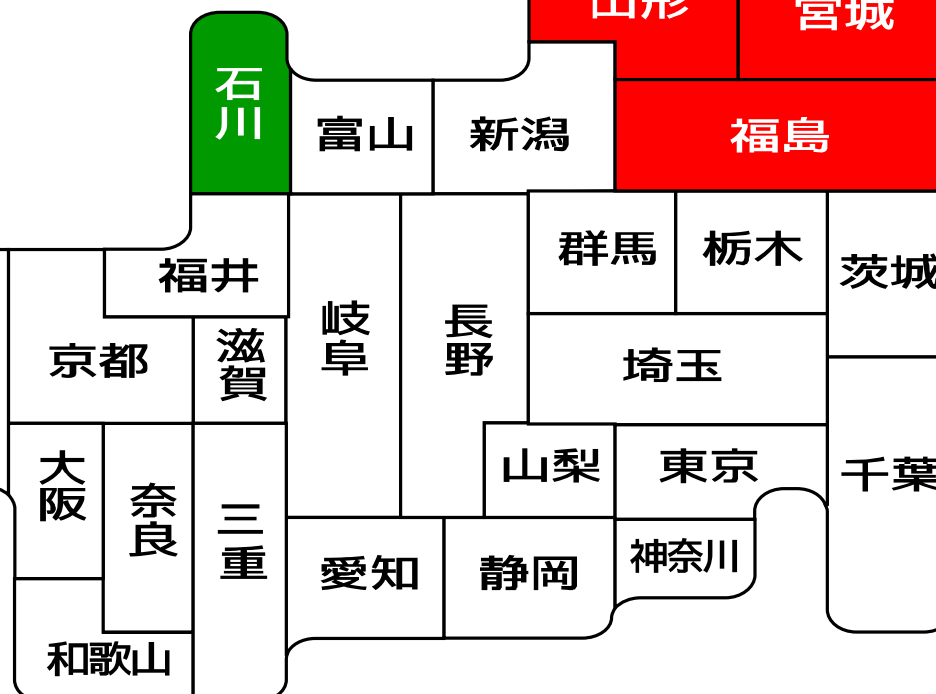 山形
宮城
石川
富山
新潟
福島
福井
岐阜
長野
群馬
栃木
茨城
京都
滋賀
埼玉
大阪
奈良
三重
山梨
東京
千葉
愛知
静岡
神奈川
和歌山